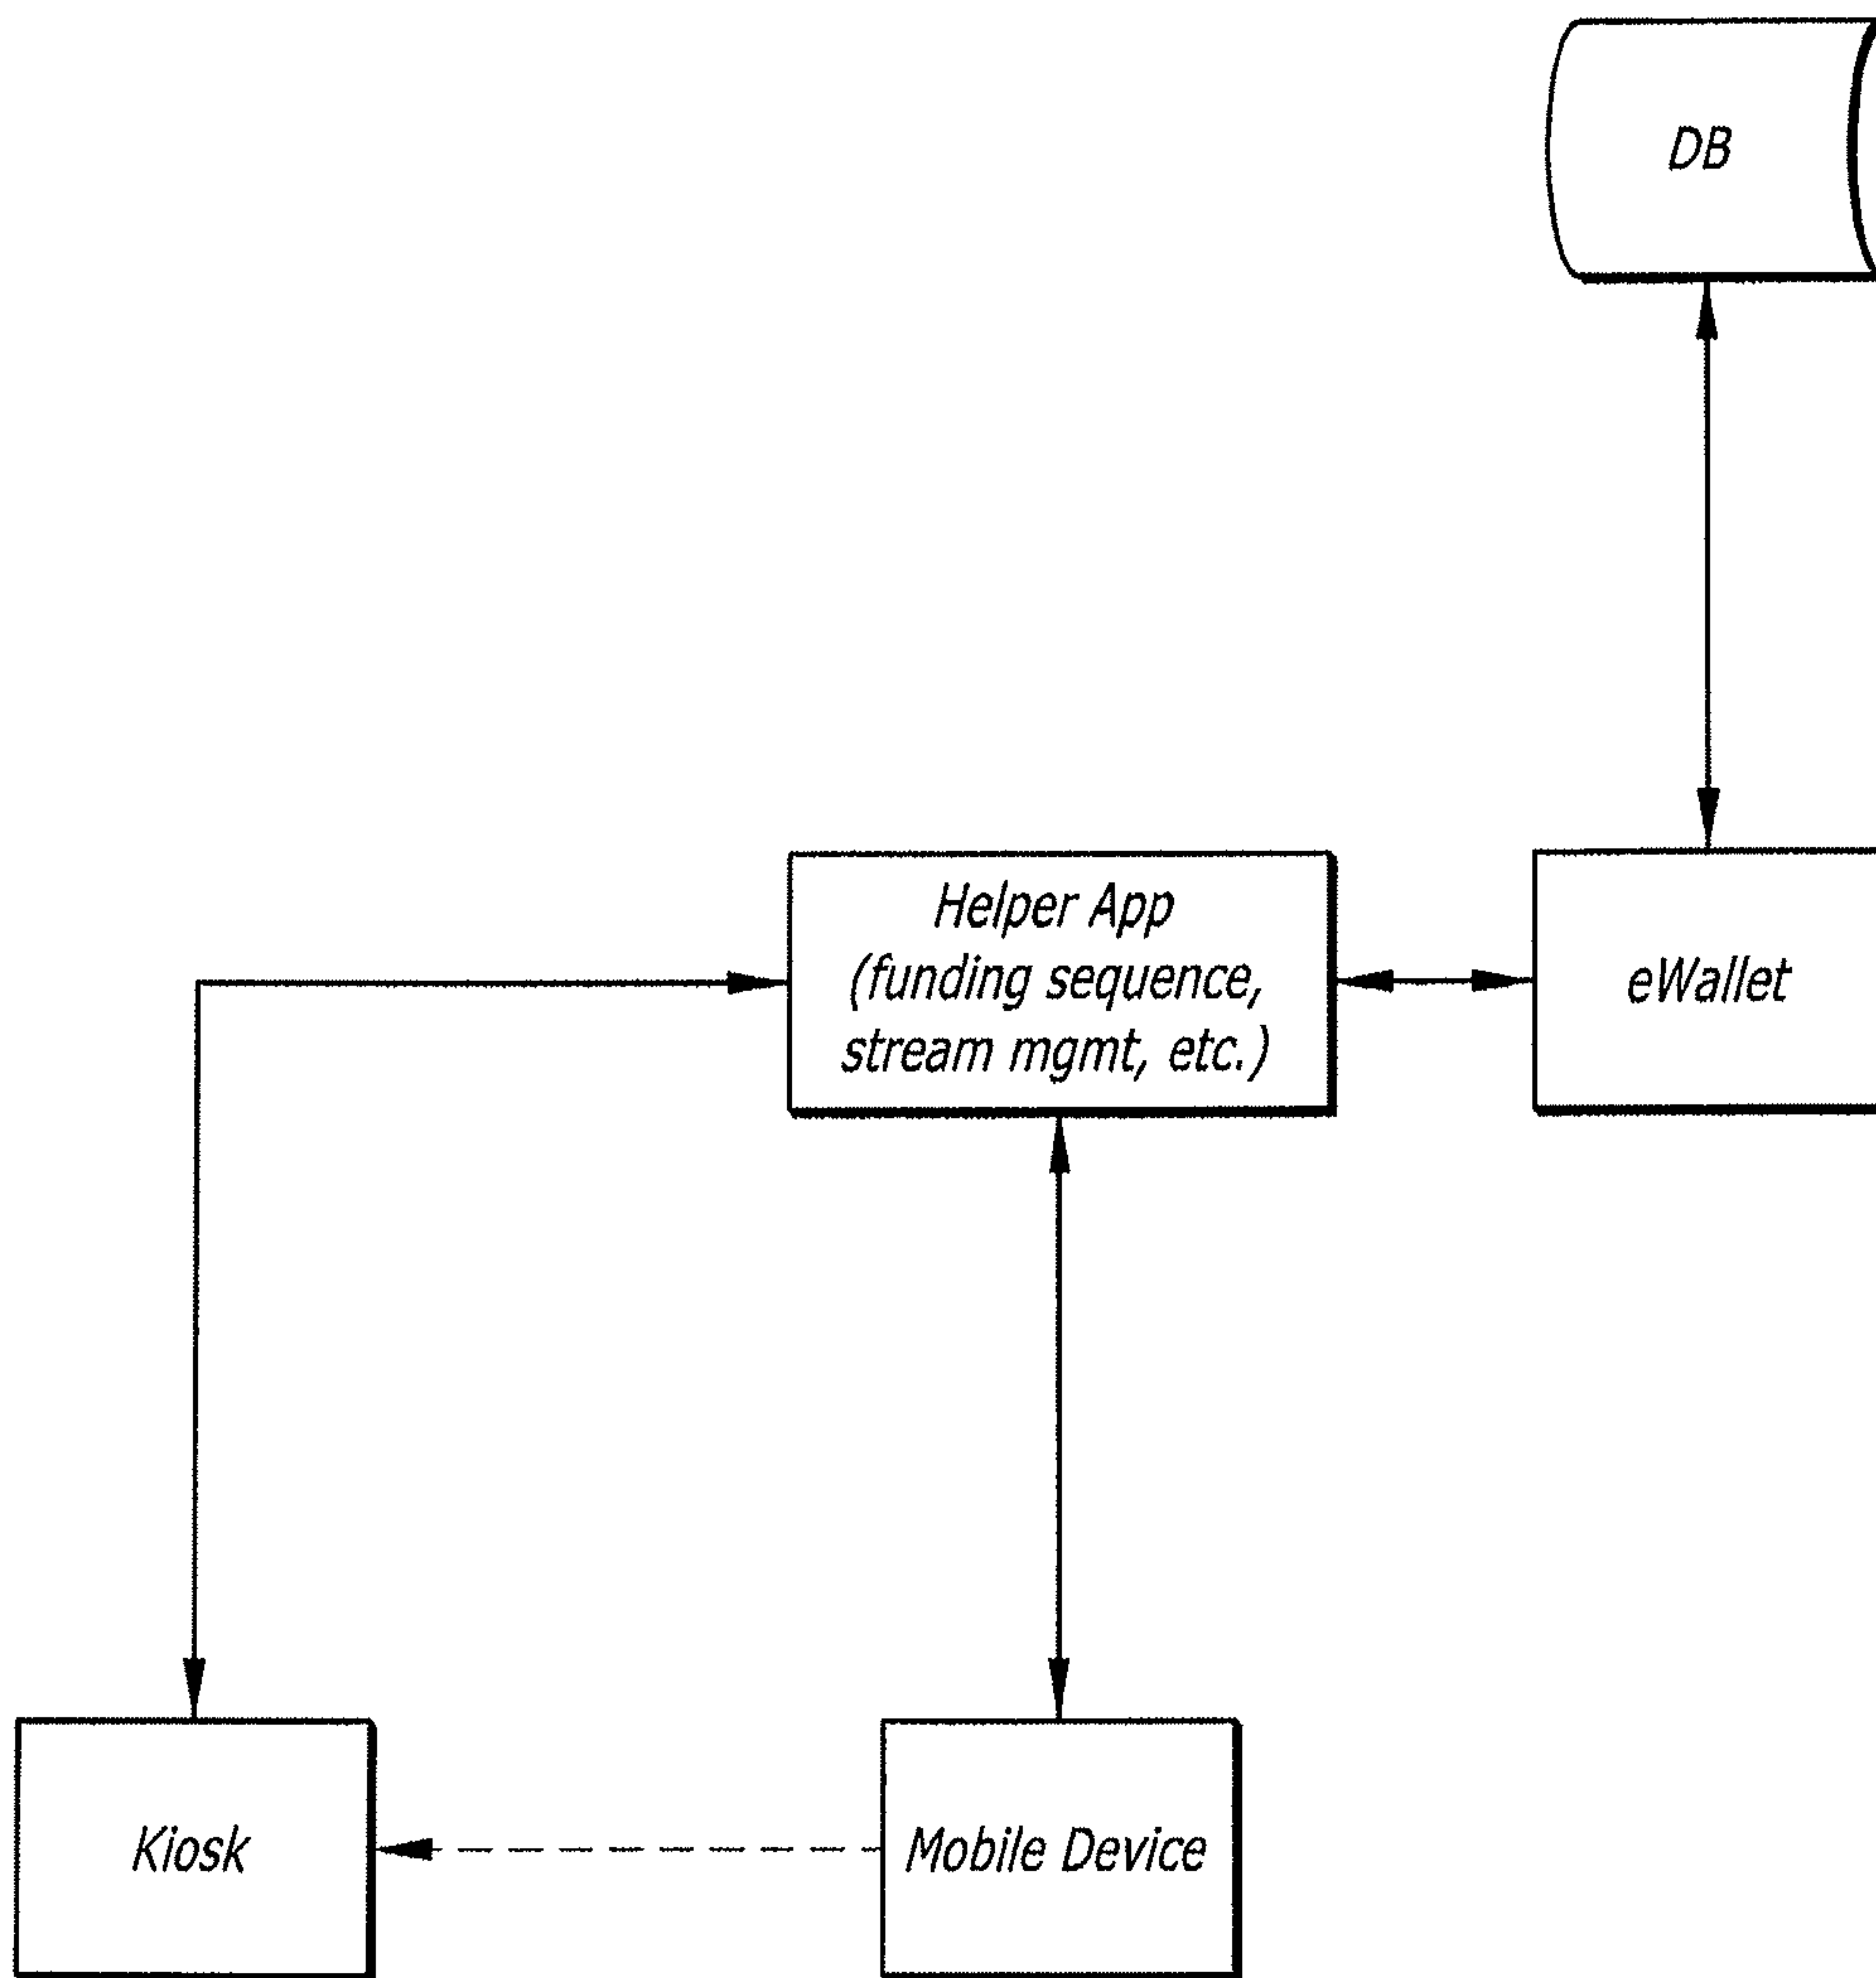 DB
Helper App
(funding sequence,
stream mgmt, etc.)
eWallet
Kiosk
Mobile Device